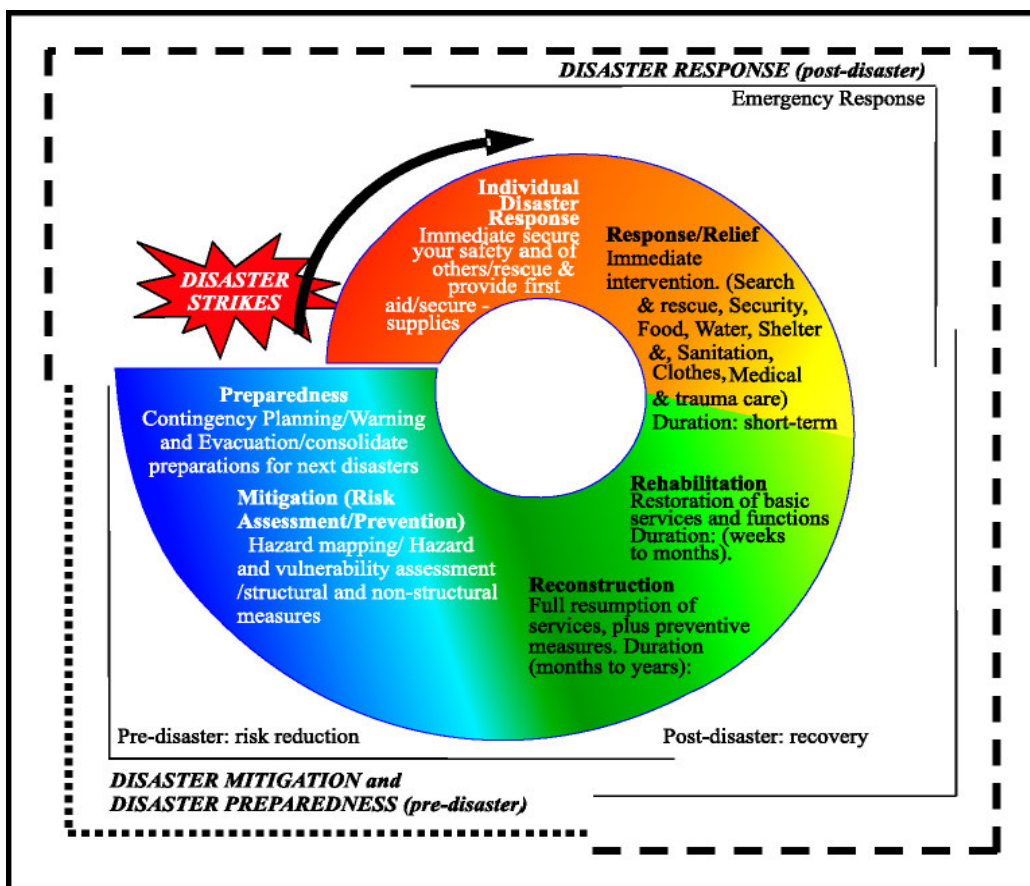 DISASTER RESPONSE (post-disaster)
Emergency Response
Individual
Disaster
Response
Immediate secure
your safety and of
others/rescue &
provide first
aid/secure -
supplies
DISASTER
STRIKES
Response/Relief
Immediate
intervention. (Search
& rescue, Security,
Food, Water, Shelter
&, Sanitation,
Clothes, Medical
& trauma care)
Duration: short-term
Rehabilitation
Restoration of basic
services and functions
Duration: (weeks
to months).
Reconstruction
Full resumption of
services, plus preventive
measures. Duration
(months to years):
Preparedness
Contingency Planning/Warning
and Evacuation/consolidate
preparations for next disasters
Mitigation (Risk
Assessment/Prevention)
Hazard mapping/ Hazard
and vulnerability assessment
/structural and non-structural
measures
Pre-disaster: risk reduction
Post-disaster: recovery
DISASTER MITIGATION and
DISASTER PREPAREDNESS (pre-disaster)